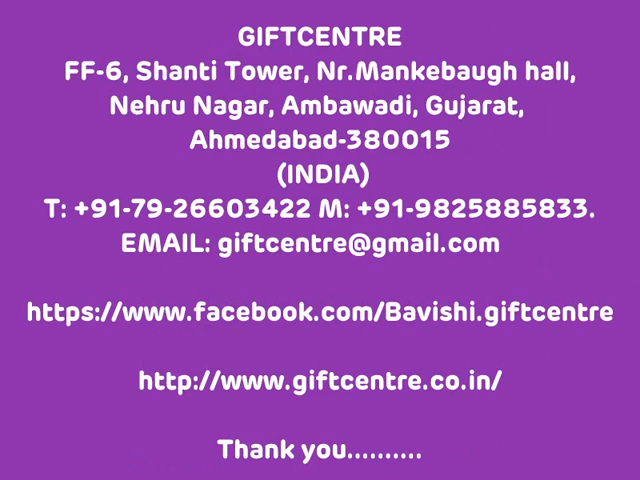 GIFTCENTRE
FF-6, Shanti Tower, Nr.Mankebaugh hall,
Nehru Nagar, Ambawadi, Gujarat,
Ahmedabad-380015
(INDIA)
T: +91-79-26603422 M: +91-9825885833.
EMAIL: giftcentre@gmail.com
https://www.facebook.com/Bavishi.giftcentre
http://www.giftcentre.co.in/
Thank you..........